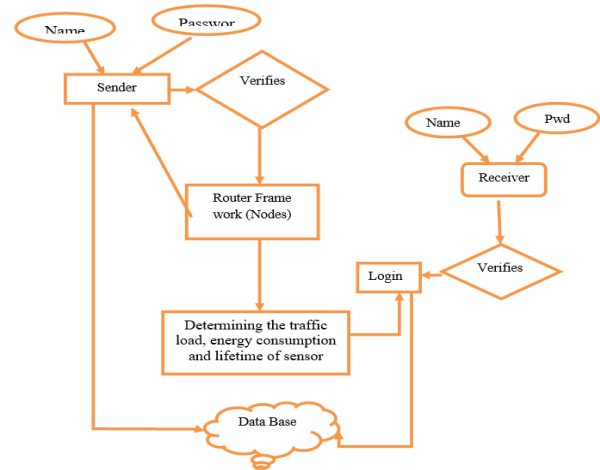 Name
Passwor
Sender
Verifies
Name
Pwd
Receiver
Router Frame
work (Nodes)
Verifies
Login
Determining the traffic
load, energy consumption
and lifetime of sensor
Data Base